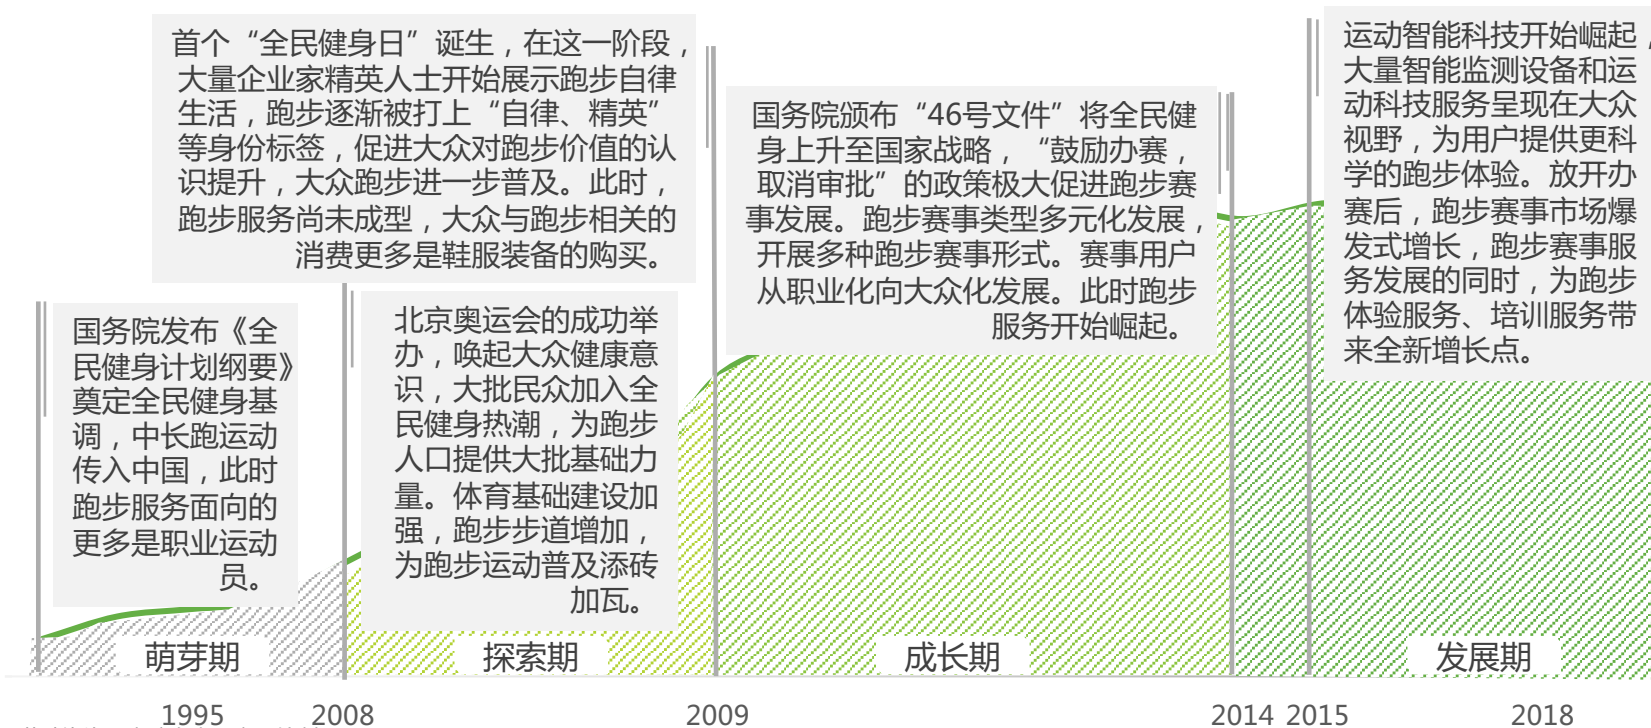 首个“全民健身日”诞生，在这一阶段，
大量企业家精英人士开始展示跑步自律
生活，跑步逐渐被打上“自律、精英”
等身份标签，促进大众对跑步价值的认
识提升，大众跑步进一步普及。此时，
跑步服务尚未成型，大众与跑步相关的
消费更多是鞋服装备的购买。
国务院颁布“46号文件”将全民健
身上升至国家战略，“鼓励办赛，
取消审批”的政策极大促进跑步赛
事发展。跑步赛事类型多元化发展，
开展多种跑步赛事形式。赛事用户
从职业化向大众化发展。此时跑步
服务开始崛起。
运动智能科技开始崛起，
大量智能监测设备和运
动科技服务呈现在大众
视野，为用户提供更科
学的跑步体验。放开办
赛后，跑步赛事市场爆
发式增长，跑步赛事服
务发展的同时，为跑步
体验服务、培训服务带
来全新增长点。
国务院发布《全
民健身计划纲要》
奠定全民健身基
调，中长跑运动
传入中国，此时
跑步服务面向的
更多是职业运动
员。
北京奥运会的成功举
办，唤起大众健康意
识，大批民众加入全
民健身热潮，为跑步
人口提供大批基础力
量。体育基础建设加
强，跑步步道增加，
为跑步运动普及添砖
加瓦。
萌芽期
探索期
成长期
发展期
1995
2008
2009
2014
2015
2018